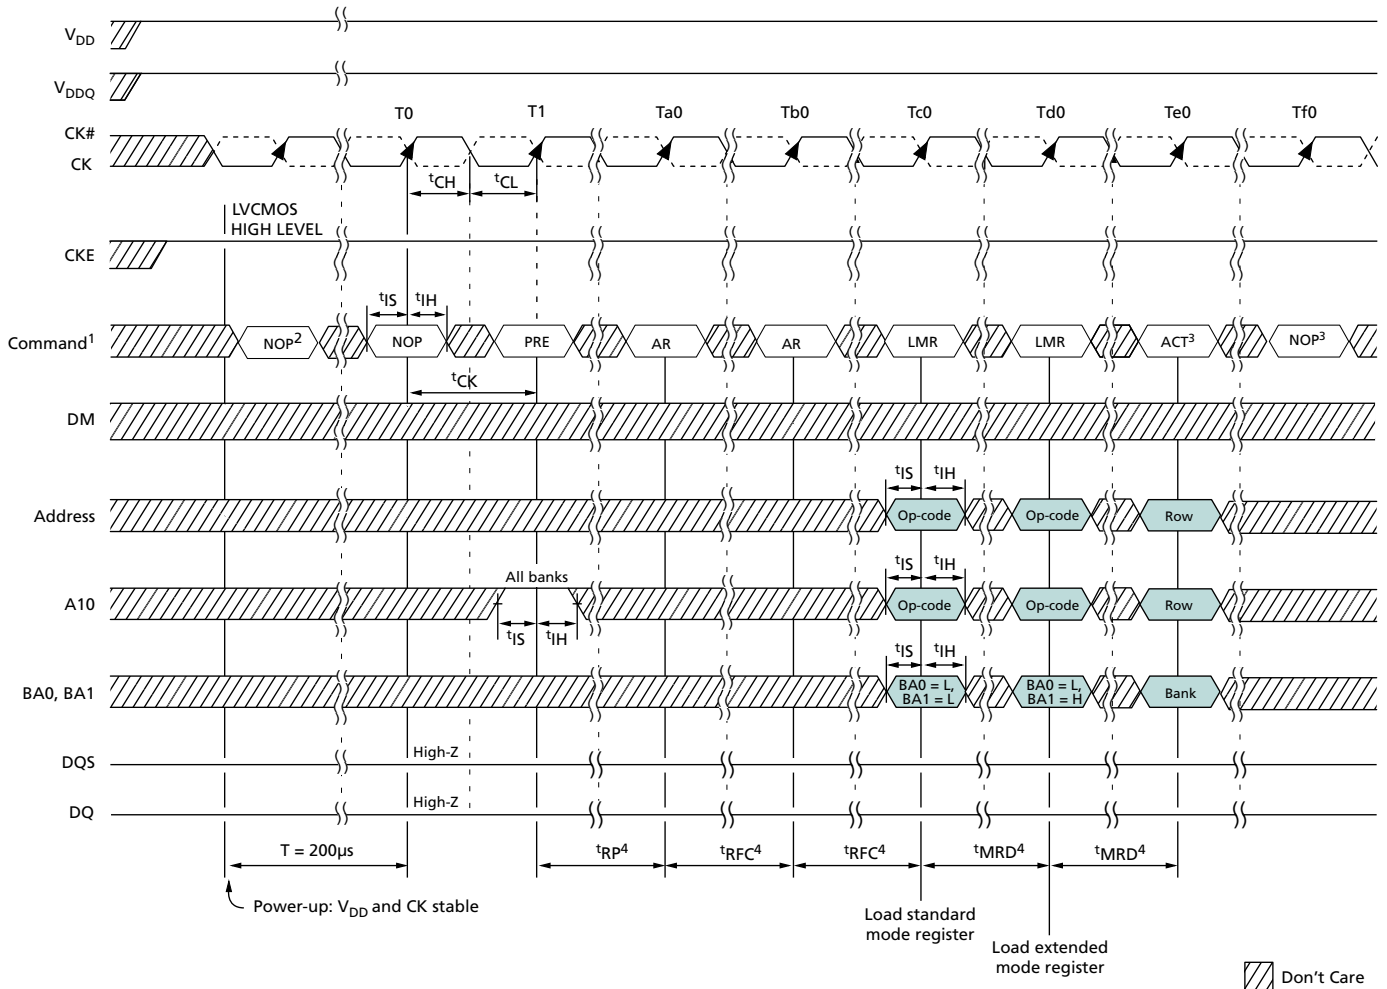 VDD
VDDQ
T0 T1 Ta0 Tb0 Tc0 Td0 Te0 Tf0
CK#
CK
tCH tCL
LVCMOS
HIGH LEVEL
CKE
tIS tIH
Command1 NOP2 NOP PRE AR AR LMR LMR ACT3 NOP3
tCK
DM
tIS tIH
Address Op-code Op-code Row
All banks
tIS tIH
A10 Op-code Op-code Row
tIS tIH
tIS tIH
BA0, BA1 BA0 = L, BA0 = L, Bank
BA1 = L BA1 = H
DQS High-Z
DQ High-Z
T = 200µs tRP4 tRFC4 tRFC4 tMRD4 tMRD4
Power-up: VDD and CK stable
Load standard
mode register
Load extended
mode register
Don't Care